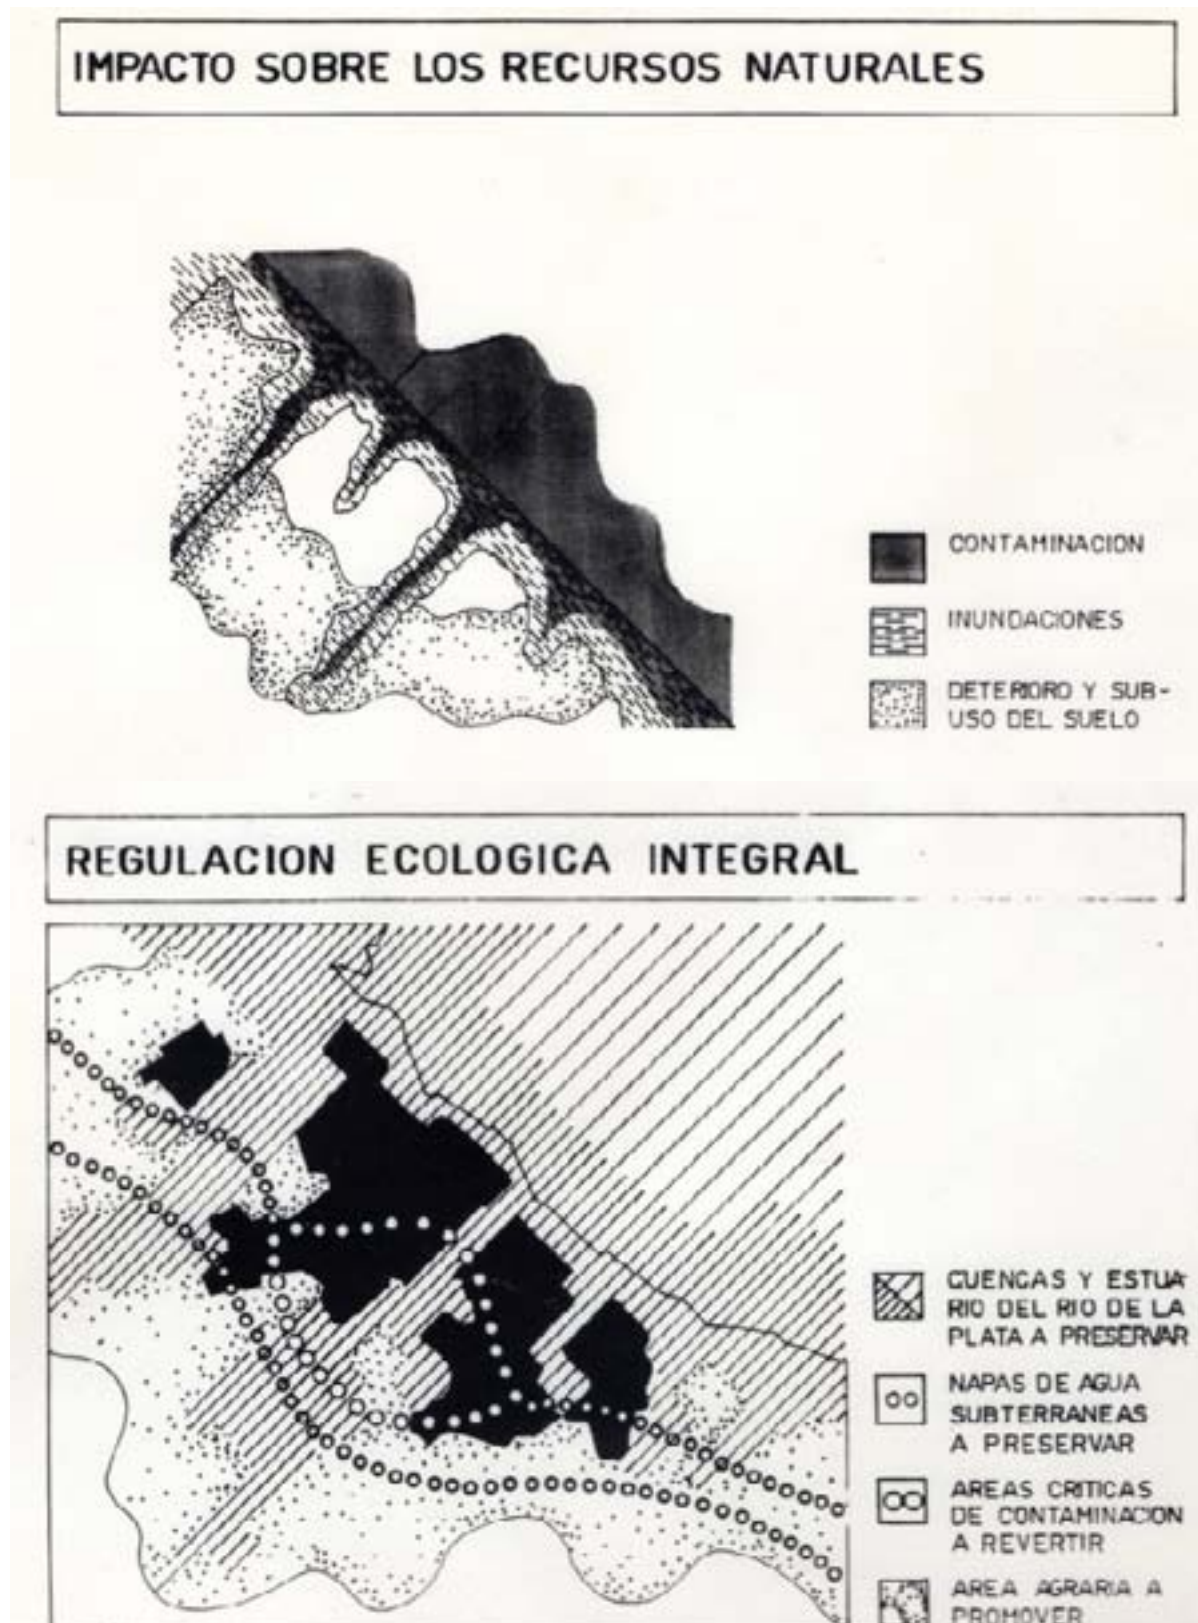 IMPACTO SOBRE LOS RECURSOS NATURALES
CONTAMINACION
INUNDACIONES
DETERIORO Y SUB-
USO DEL SUELO
REGULACION ECOLOGICA INTEGRAL
CUENCAS Y ESTUA
RIO DEL RIO DE LA
PLATA A PRESERVAR
NAPAS DE AGUA
SUBTERRANEAS
A PRESERVAR
AREAS CRITICAS
DE CONTAMINACION
A REVERTIR
AREA AGRARIA A
PROMOVER